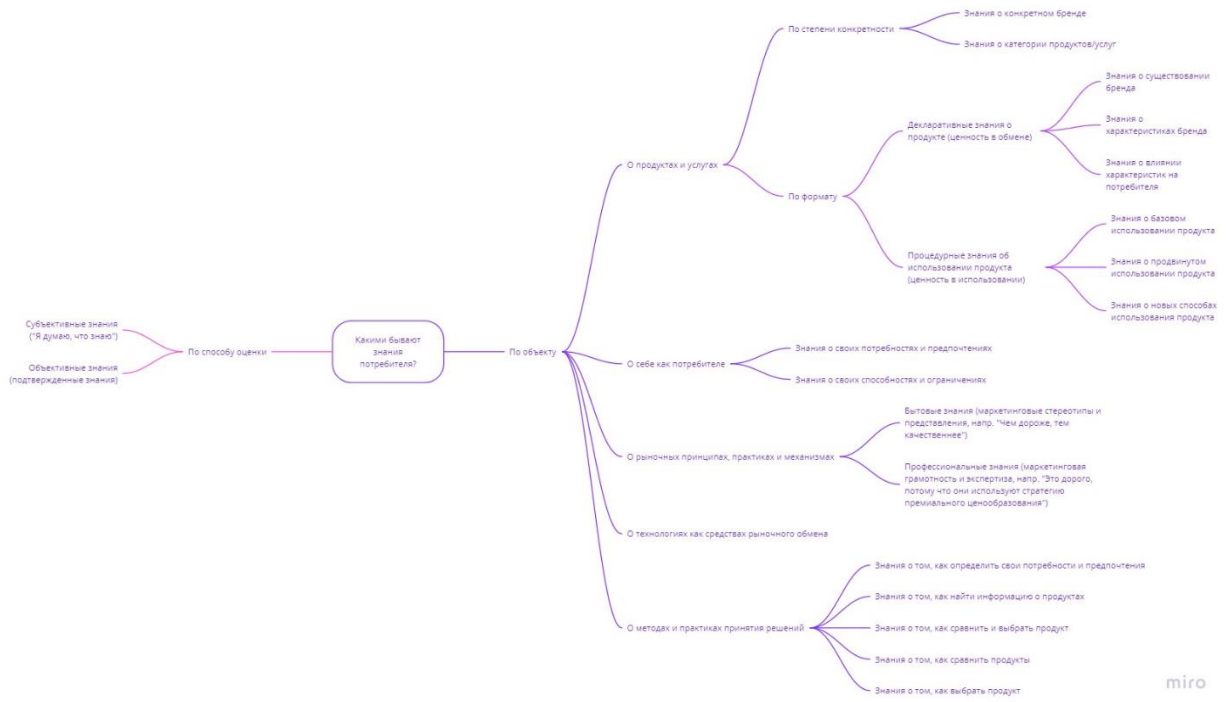 Какими бывают
знания
потребителя?
По способу оценки
Субъективные знания
("Я думаю, что знаю")
Объективные знания
(подтвержденные знания)
По объекту
О продуктах и услугах
По степени конкретности
Знания о конкретном бренде
Знания о категории продуктов/услуг
По формату
Декларативные знания о
продукте (ценность в обмене)
Знания о существовании
бренда
Знания о
характеристиках бренда
Знания о влиянии
характеристик на
потребителя
Процедурные знания об
использовании продукта
(ценность в использовании)
Знания о базовом
использовании продукта
Знания о продвинутом
использовании продукта
Знания о новых способах
использования продукта
О себе как потребителе
Знания о своих потребностях и предпочтениях
Знания о своих способностях и ограничениях
О рыночных принципах, практиках и механизмах
Бытовые знания (маркетинговые стереотипы и
представления, напр. "Чем дороже, тем
качественнее")
Профессиональные знания (маркетинговая
грамотность и экспертиза, напр. "Это дорого,
потому что они используют стратегию
премиального ценообразования")
О технологиях как средствах рыночного обмена
О методах и практиках принятия решений
Знания о том, как определить свои потребности и предпочтения
Знания о том, как найти информацию о продуктах
Знания о том, как сравнить и выбрать продукт
Знания о том, как сравнить продукты
Знания о том, как выбрать продукт
miro